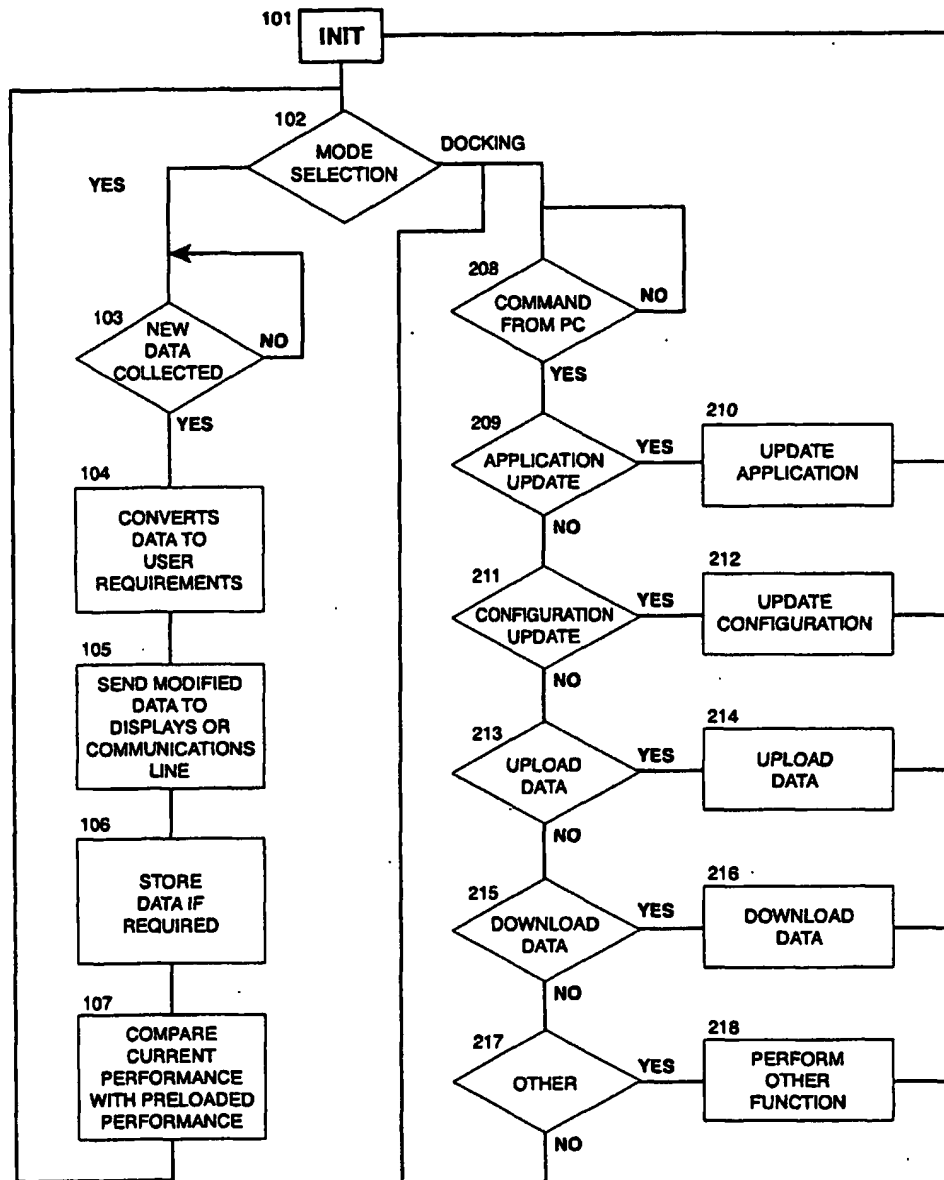 101
INIT
102
MODE
SELECTION
DOCKING
YES
103
NEW
DATA
COLLECTED
NO
YES
104
CONVERTS
DATA TO
USER
REQUIREMENTS
105
SEND MODIFIED
DATA TO
DISPLAYS OR
COMMUNICATIONS
LINE
106
STORE
DATA IF
REQUIRED
107
COMPARE
CURRENT
PERFORMANCE
WITH PRELOADED
PERFORMANCE
208
COMMAND
FROM PC
NO
YES
209
APPLICATION
UPDATE
YES
NO
210
UPDATE
APPLICATION
211
CONFIGURATION
UPDATE
YES
NO
212
UPDATE
CONFIGURATION
213
UPLOAD
DATA
YES
NO
214
UPLOAD
DATA
215
DOWNLOAD
DATA
YES
NO
216
DOWNLOAD
DATA
217
OTHER
YES
NO
218
PERFORM
OTHER
FUNCTION